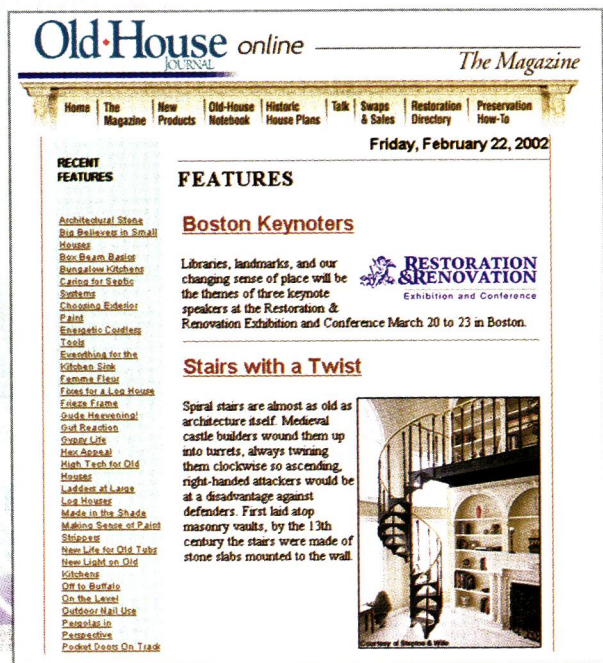 Old·House online
JOURNAL
The Magazine
Home The Magazine New Products Old-House Notebook Historic House Plans Talk Swaps & Sales Restoration Directory Preservation How-To
Friday, February 22, 2002
RECENT
FEATURES
Architectural Stone
Big Believers in Small
Houses
Box Beam Basics
Bungalow Kitchens
Caring for Septic
Systems
Choosing Exterior
Paint
Energetic Cordless
Tools
Everything for the
Kitchen Sink
Femme Fleur
Fixes for a Log House
Frieze Frame
Gude Heevening!
Gut Reaction
Gypsy Life
Hex Appeal
High Tech for Old
Houses
Ladders at Large
Log Houses
Made in the Shade
Making Sense of Paint
Strippers
New Life for Old Tubs
New Light on Old
Kitchens
Off to Buffalo
On the Level
Outdoor Nail Use
Pergolas in
Perspective
Pocket Doors On Track
FEATURES
Boston Keynoters
Libraries, landmarks, and our
changing sense of place will be
the themes of three keynote
speakers at the Restoration &
Renovation Exhibition and Conference March 20 to 23 in Boston.
RESTORATION
&RENOVATION
Exhibition and Conference
Stairs with a Twist
Spiral stairs are almost as old as
architecture itself. Medieval
castle builders wound them up
into turrets, always twining
them clockwise so ascending,
right-handed attackers would be
at a disadvantage against
defenders. First laid atop
masonry vaults, by the 13th
century the stairs were made of
stone slabs mounted to the wall.
Courtesy of Steptoe & Wife